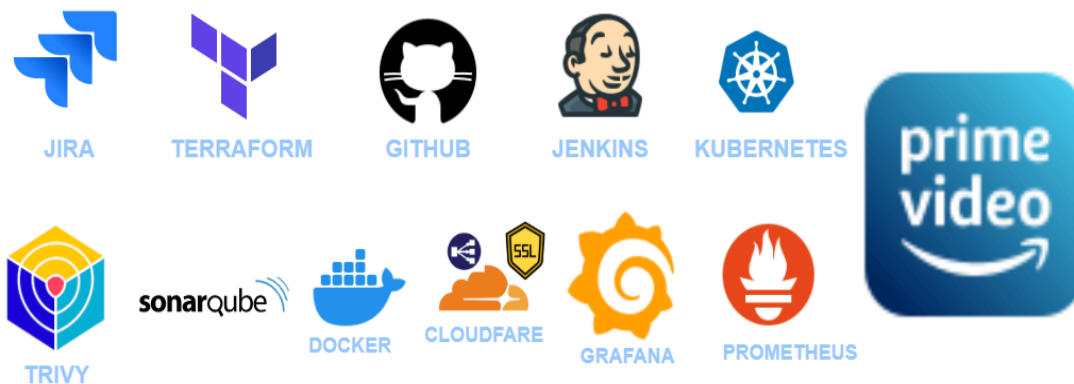 JIRA
TERRAFORM
GITHUB
JENKINS
KUBERNETES
prime
video
TRIVY
sonarqube
DOCKER
SSL
CLOUDFARE
GRAFANA
PROMETHEUS